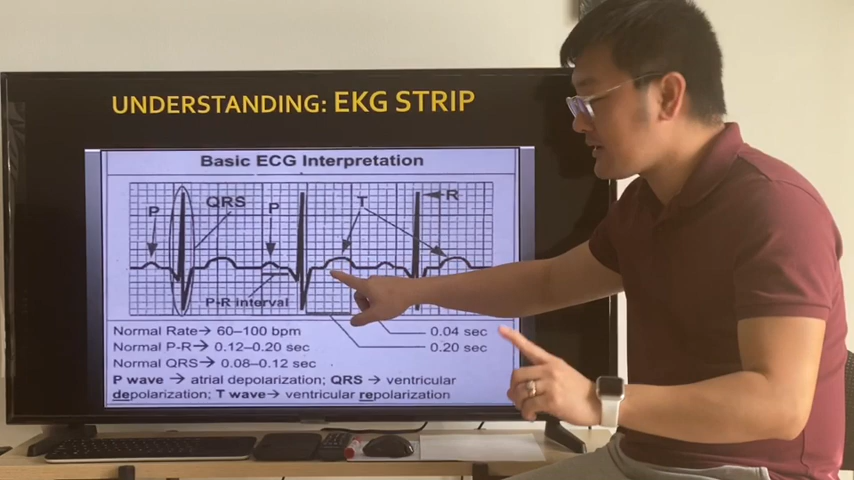 UNDERSTANDING: EKG STRIP
Basic ECG Interpretation
P QRS P T R
P-R interval
Normal Rate→ 60–100 bpm 0.04 sec
Normal P-R→ 0.12–0.20 sec 0.20 sec
Normal QRS→ 0.08–0.12 sec
P wave → atrial depolarization; QRS → ventricular
depolarization; T wave→ ventricular repolarization